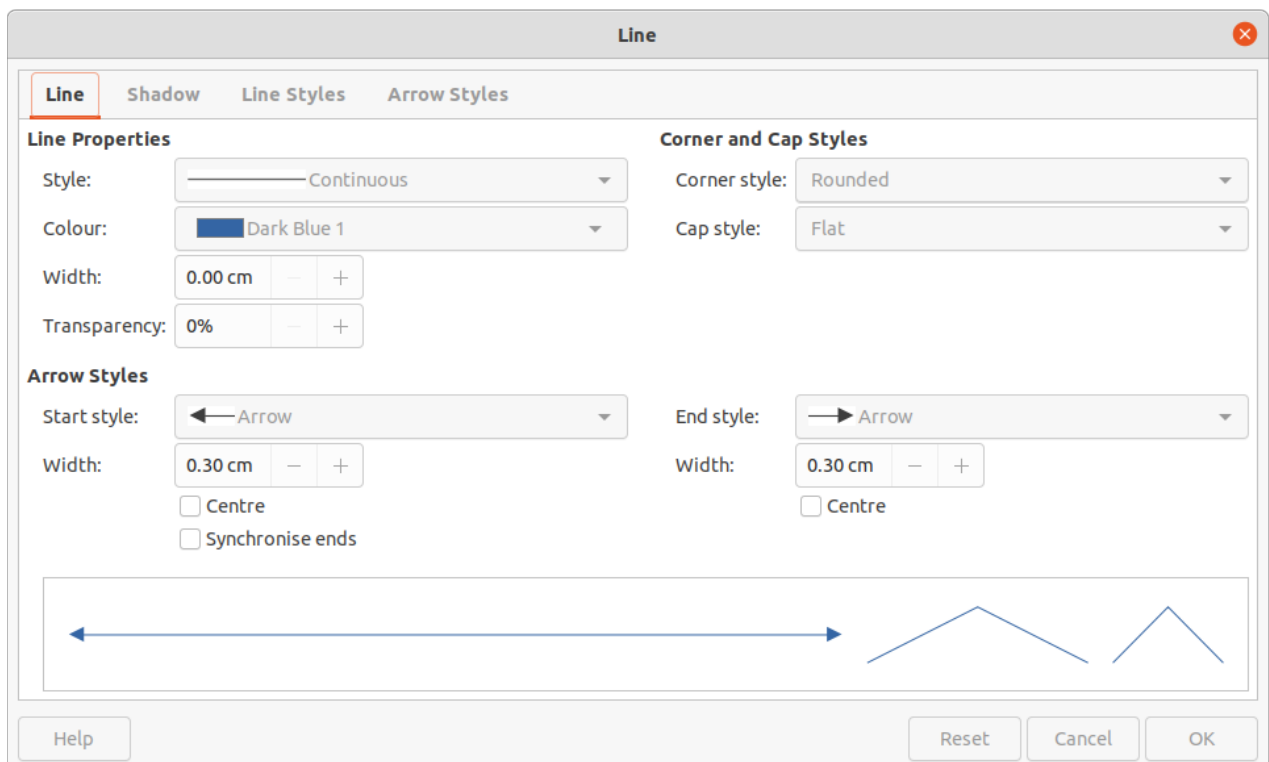 Line
Line Shadow Line Styles Arrow Styles
Line Properties
Style: Continuous
Colour: Dark Blue 1
Width: 0.00 cm − +
Transparency: 0% − +
Corner and Cap Styles
Corner style: Rounded
Cap style: Flat
Arrow Styles
Start style: Arrow
Width: 0.30 cm − +
Centre
Synchronise ends
End style: Arrow
Width: 0.30 cm − +
Centre
Help Reset Cancel OK